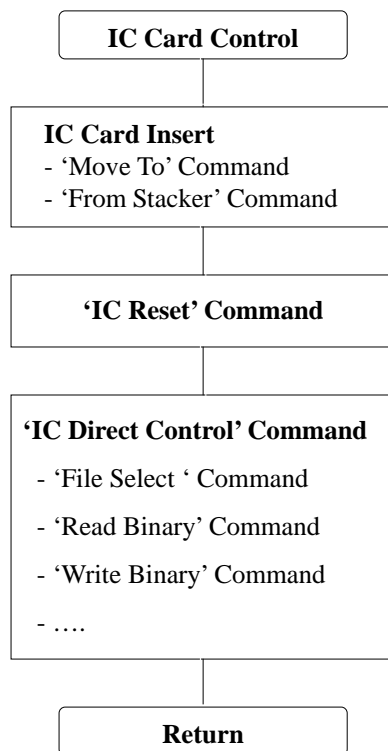 IC Card Control
IC Card Insert
- ‘Move To’ Command
- ‘From Stacker’ Command
‘IC Reset’ Command
‘IC Direct Control’ Command
- ‘File Select ‘ Command
- ‘Read Binary’ Command
- ‘Write Binary’ Command
- ….
Return